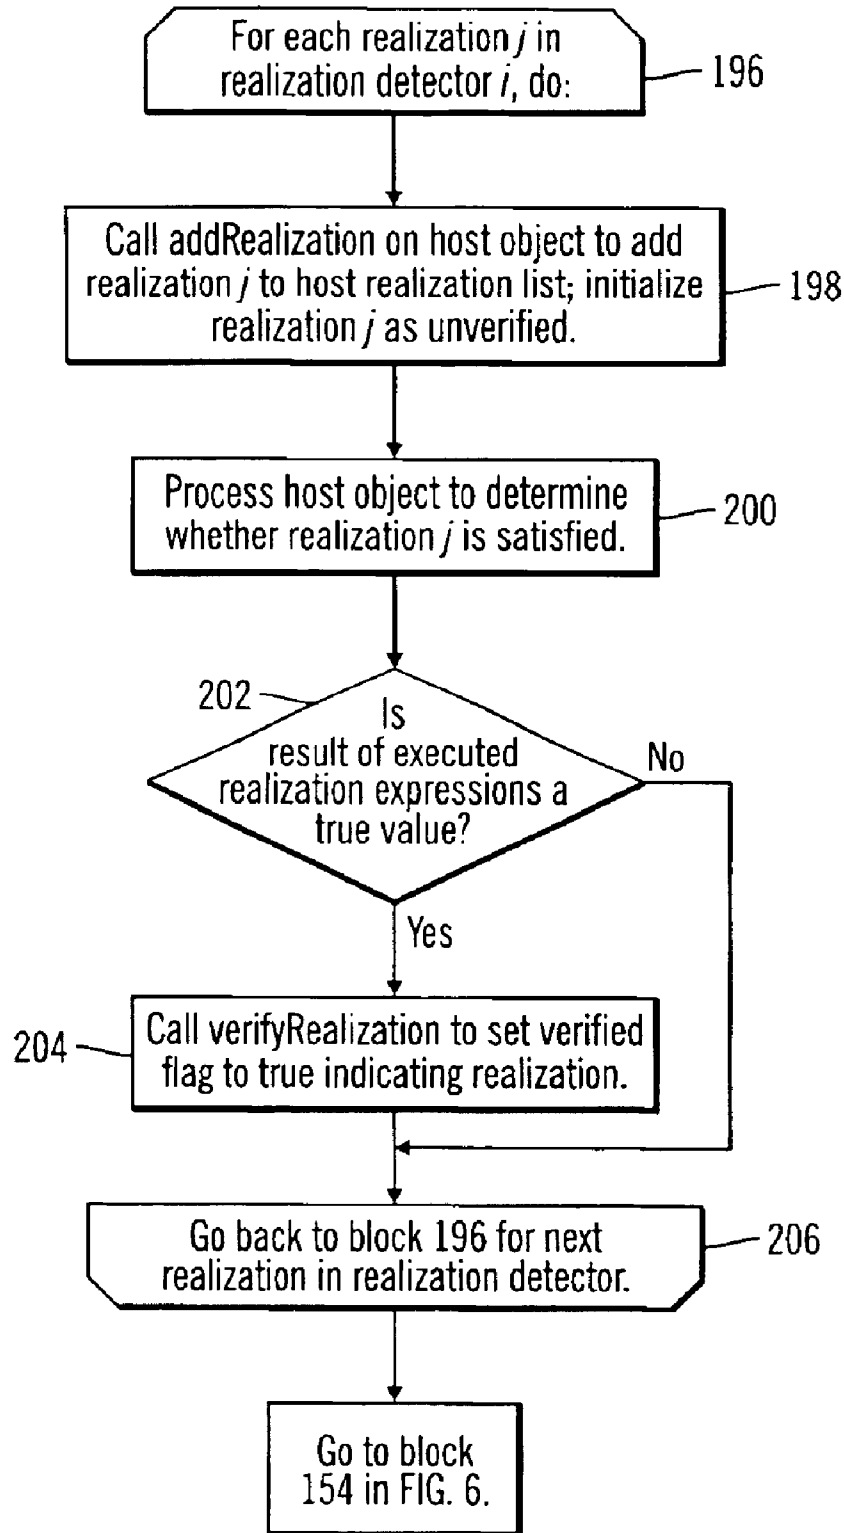 For each realization j in
realization detector i, do:
196
Call addRealization on host object to add
realization j to host realization list; initialize
realization j as unverified.
198
Process host object to determine
whether realization j is satisfied.
200
202
Is
result of executed
realization expressions a
true value?
No
Yes
204
Call verifyRealization to set verified
flag to true indicating realization.
Go back to block 196 for next
realization in realization detector.
206
Go to block
154 in FIG. 6.